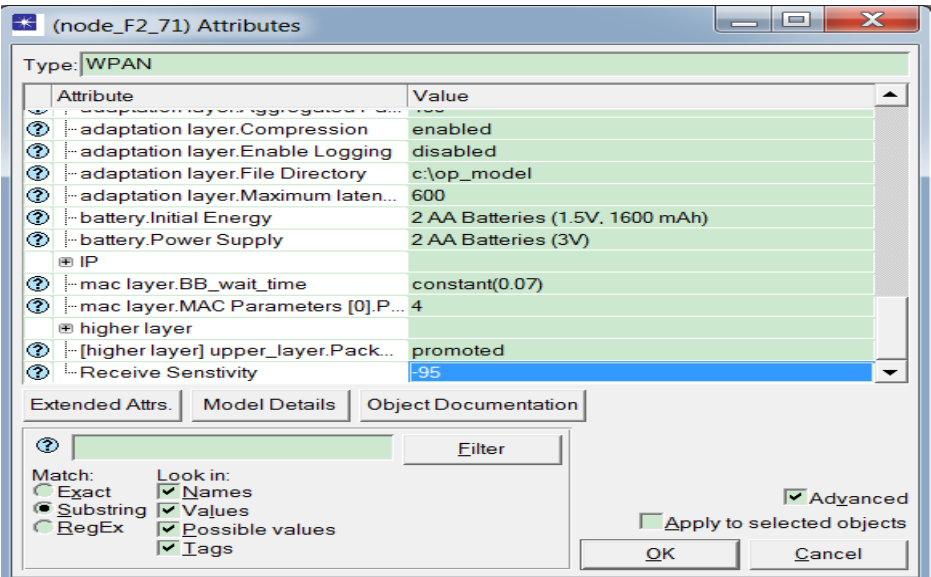 (node_F2_71) Attributes
Type: WPAN
Attribute Value
adaptation layer.Compression enabled
adaptation layer.Enable Logging disabled
adaptation layer.File Directory c:\op_model
adaptation layer.Maximum laten... 600
battery.Initial Energy 2 AA Batteries (1.5V, 1600 mAh)
battery.Power Supply 2 AA Batteries (3V)
IP
mac layer.BB_wait_time constant(0.07)
mac layer.MAC Parameters [0].P... 4
higher layer
[higher layer] upper_layer.Pack... promoted
Receive Senstivity -95
Extended Attrs. Model Details Object Documentation
Filter
Match: Look in:
Exact Names
Substring Values
RegEx Possible values
Tags
Advanced
Apply to selected objects
OK Cancel